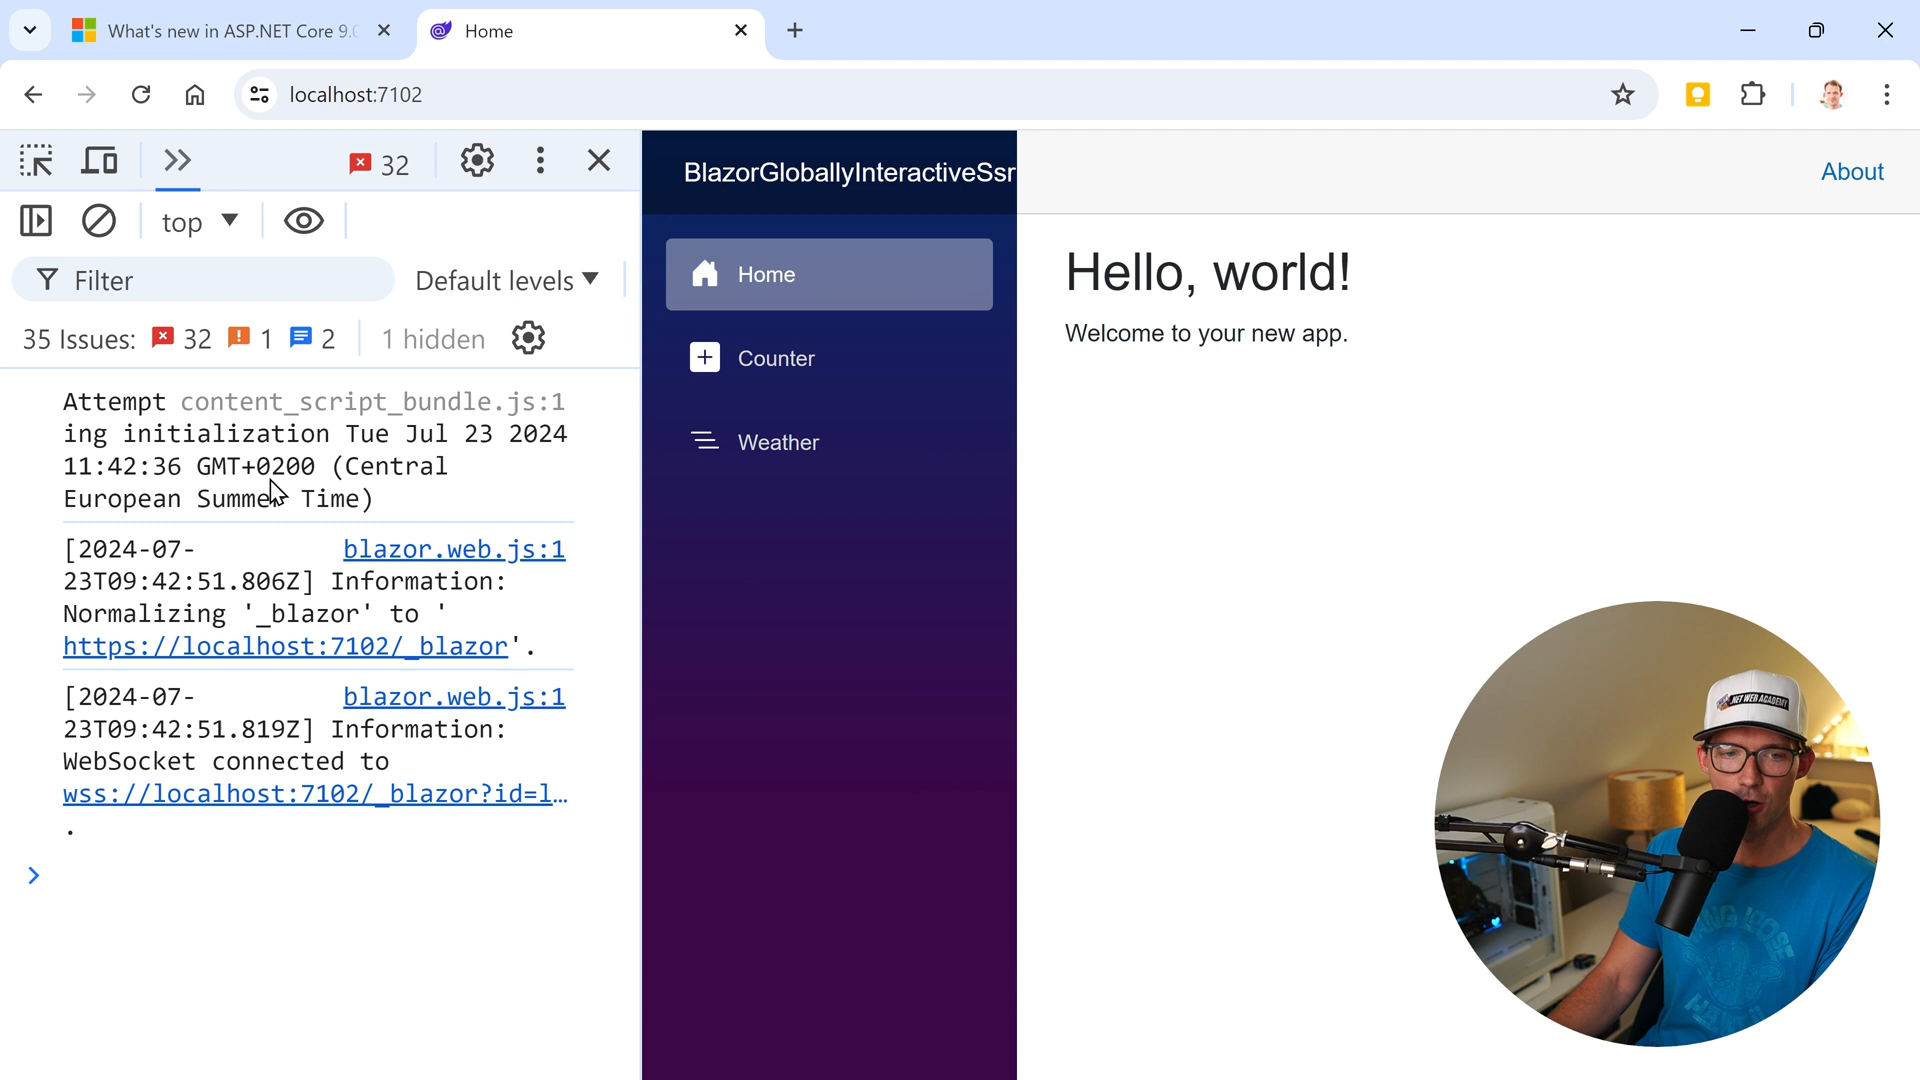 What's new in ASP.NET Core 9.0
Home
localhost:7102
32
top
Filter
Default levels
35 Issues: 32 1 2 1 hidden
Attempt content_script_bundle.js:1
ing initialization Tue Jul 23 2024
11:42:36 GMT+0200 (Central
European Summer Time)
[2024-07- blazor.web.js:1
23T09:42:51.806Z] Information:
Normalizing '_blazor' to '
https://localhost:7102/_blazor'.
[2024-07- blazor.web.js:1
23T09:42:51.819Z] Information:
WebSocket connected to
wss://localhost:7102/_blazor?id=l…
.
BlazorGloballyInteractiveSsr
Home
Counter
Weather
About
Hello, world!
Welcome to your new app.
.NET WEB ACADEMY